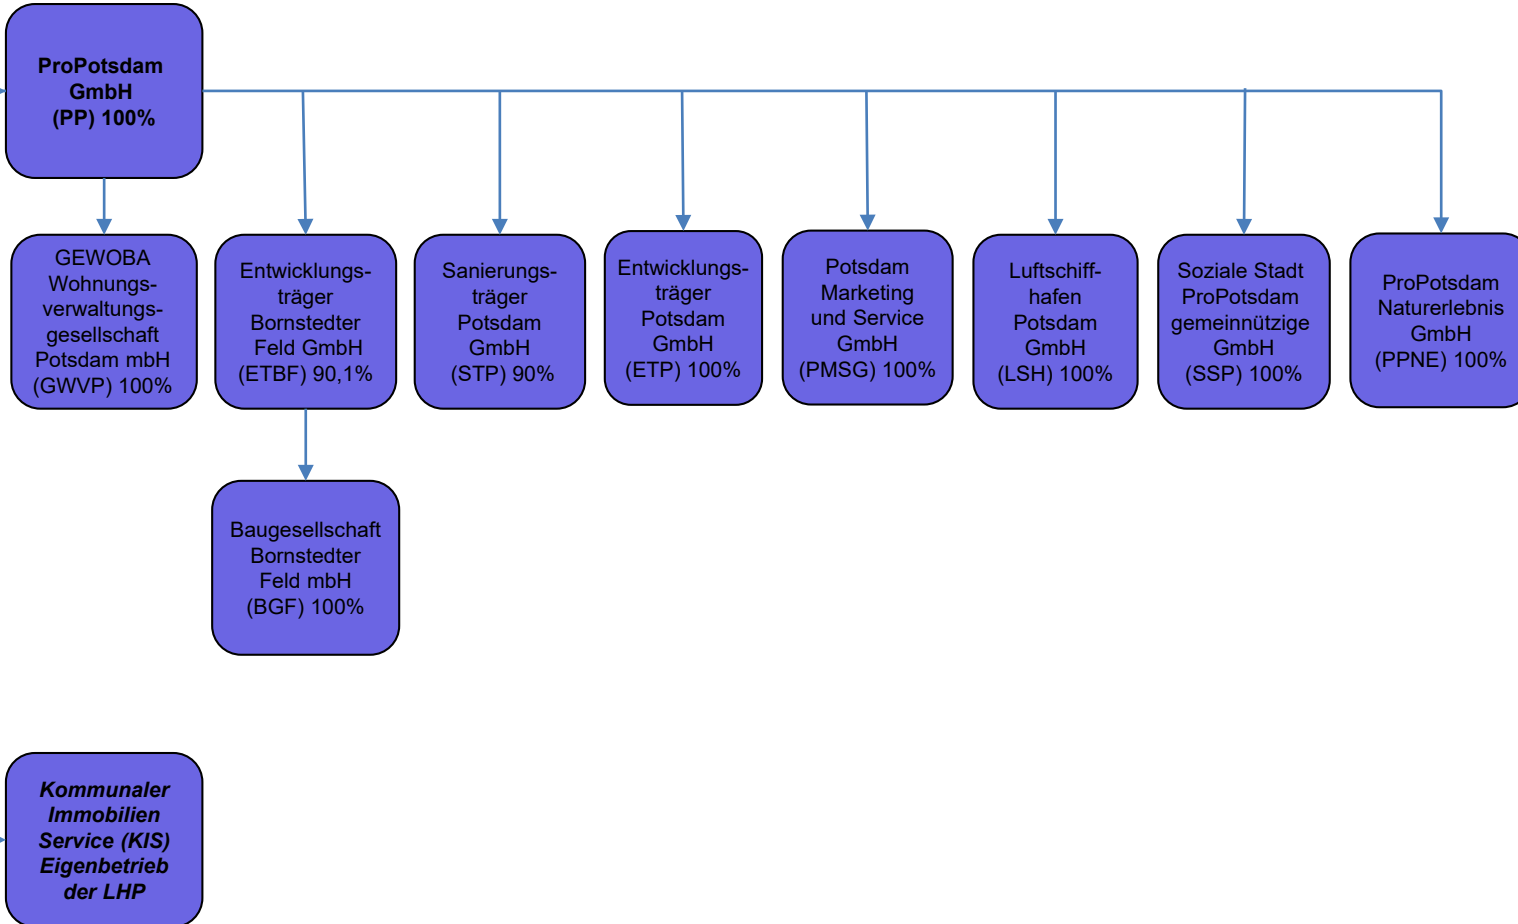 ProPotsdam
GmbH
(PP) 100%
GEWOBA
Wohnungs-
verwaltungs-
gesellschaft
Potsdam mbH
(GWVP) 100%
Entwicklungs-
träger
Bornstedter
Feld GmbH
(ETBF) 90,1%
Sanierungs-
träger
Potsdam
GmbH
(STP) 90%
Entwicklungs-
träger
Potsdam
GmbH
(ETP) 100%
Potsdam
Marketing
und Service
GmbH
(PMSG) 100%
Luftschiff-
hafen
Potsdam
GmbH
(LSH) 100%
Soziale Stadt
ProPotsdam
gemeinnützige
GmbH
(SSP) 100%
ProPotsdam
Naturerlebnis
GmbH
(PPNE) 100%
Baugesellschaft
Bornstedter
Feld mbH
(BGF) 100%
Kommunaler
Immobilien
Service (KIS)
Eigenbetrieb
der LHP